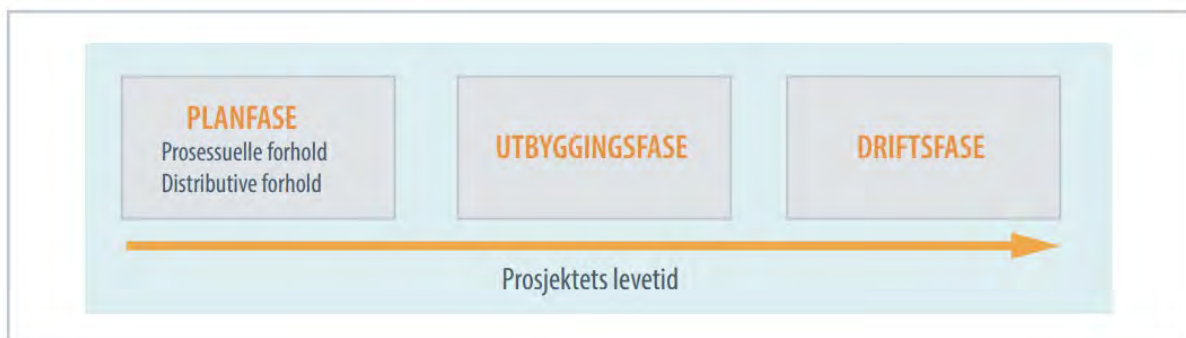 PLANFASE
Prosessuelle forhold
Distributive forhold
UTBYGGINGSFASE
DRIFTSFASE
Prosjektets levetid